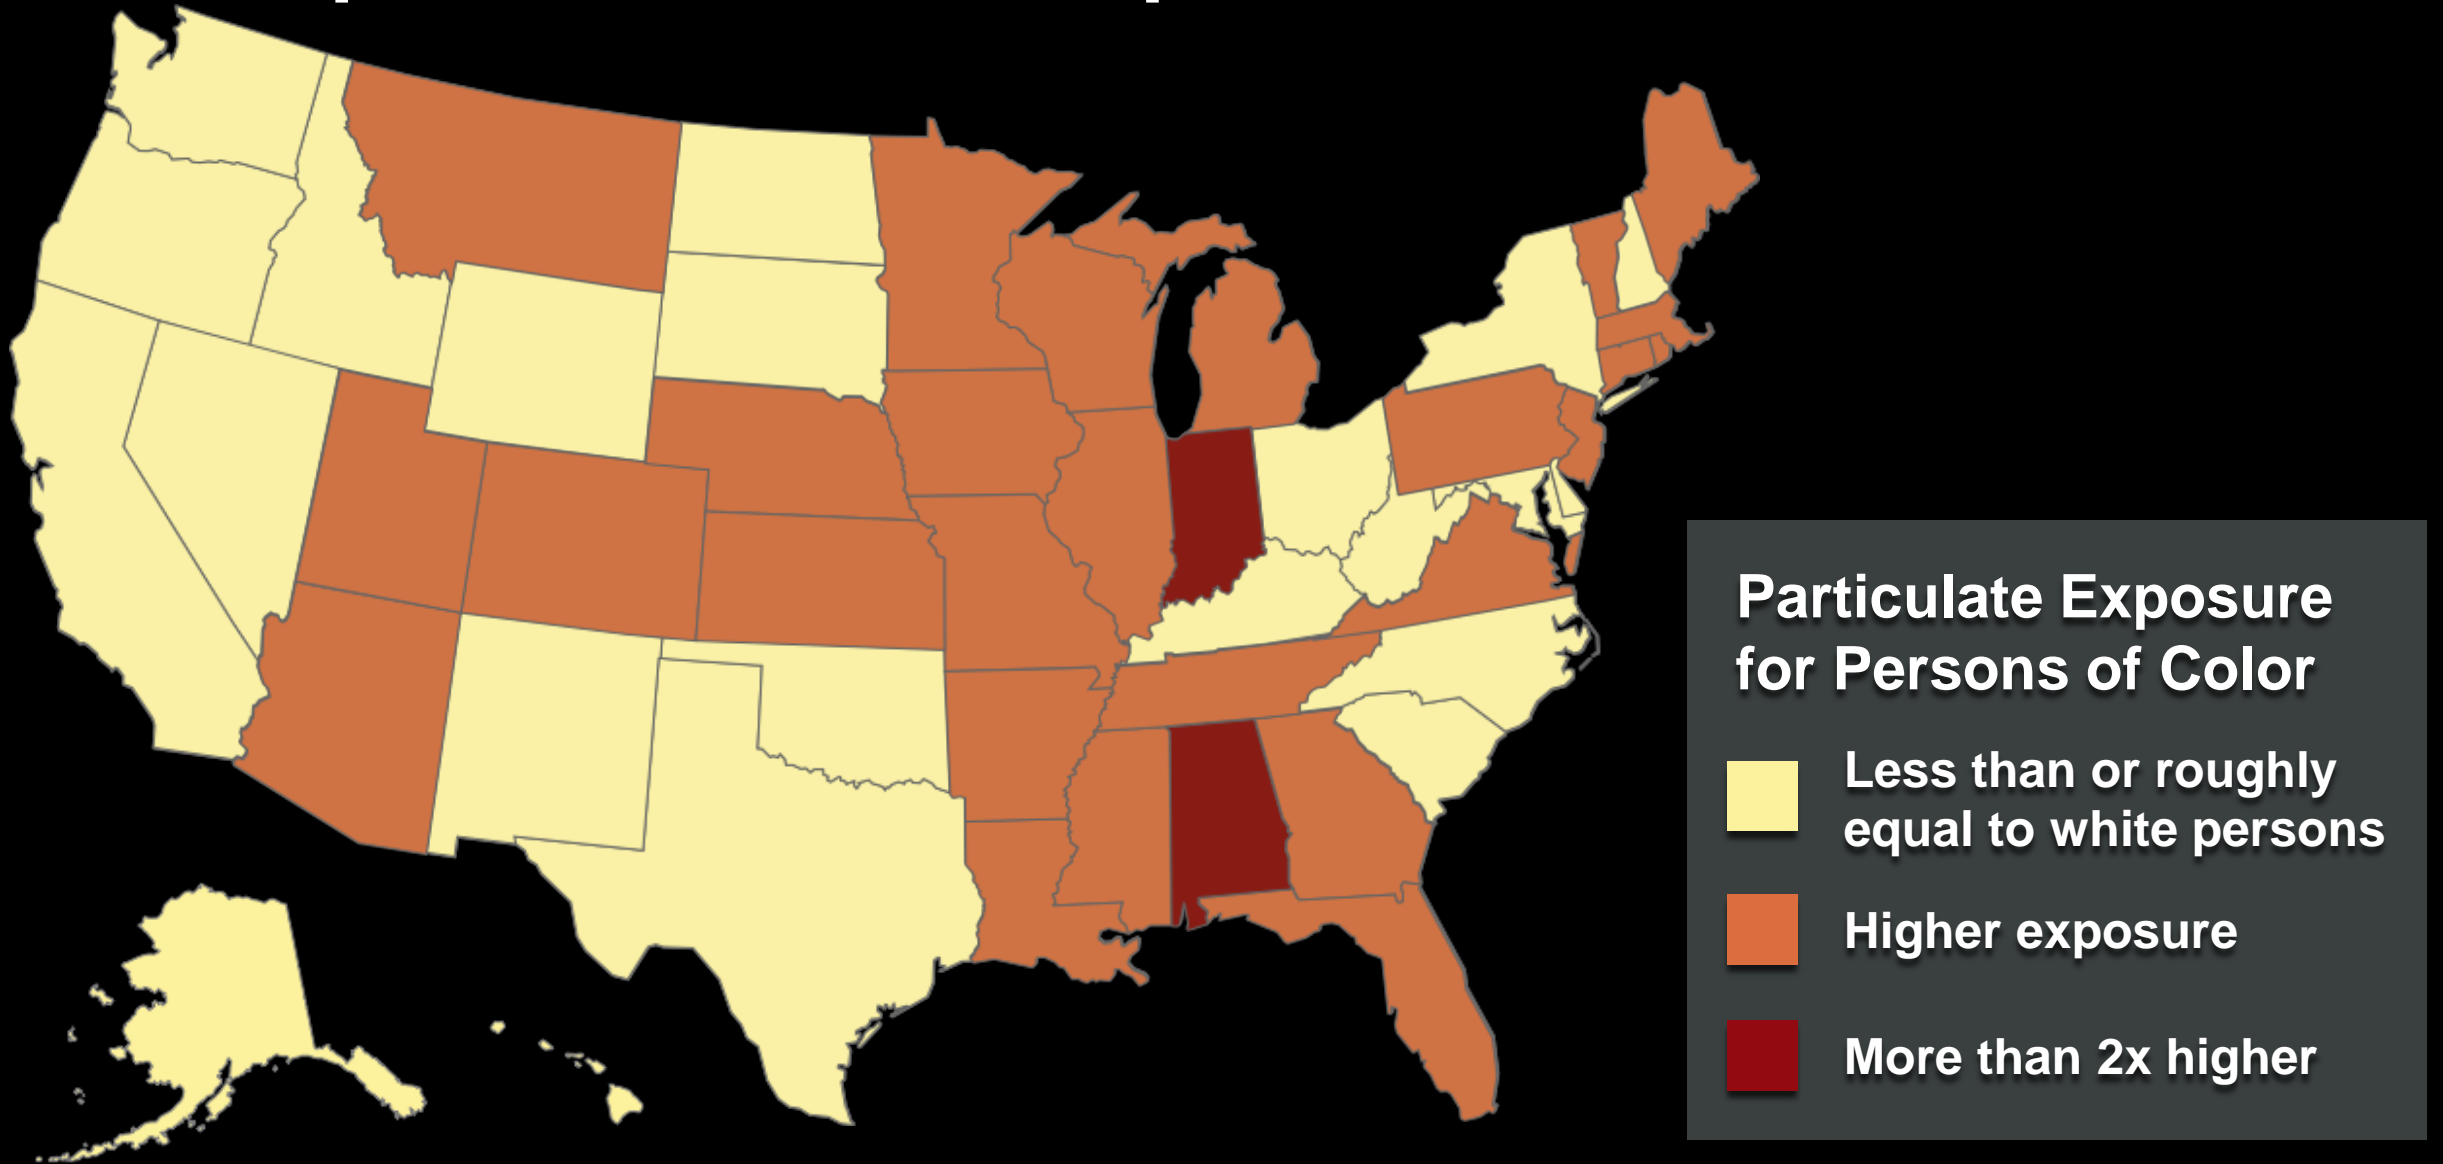 Particulate Exposure
for Persons of Color
Less than or roughly
equal to white persons
Higher exposure
More than 2x higher